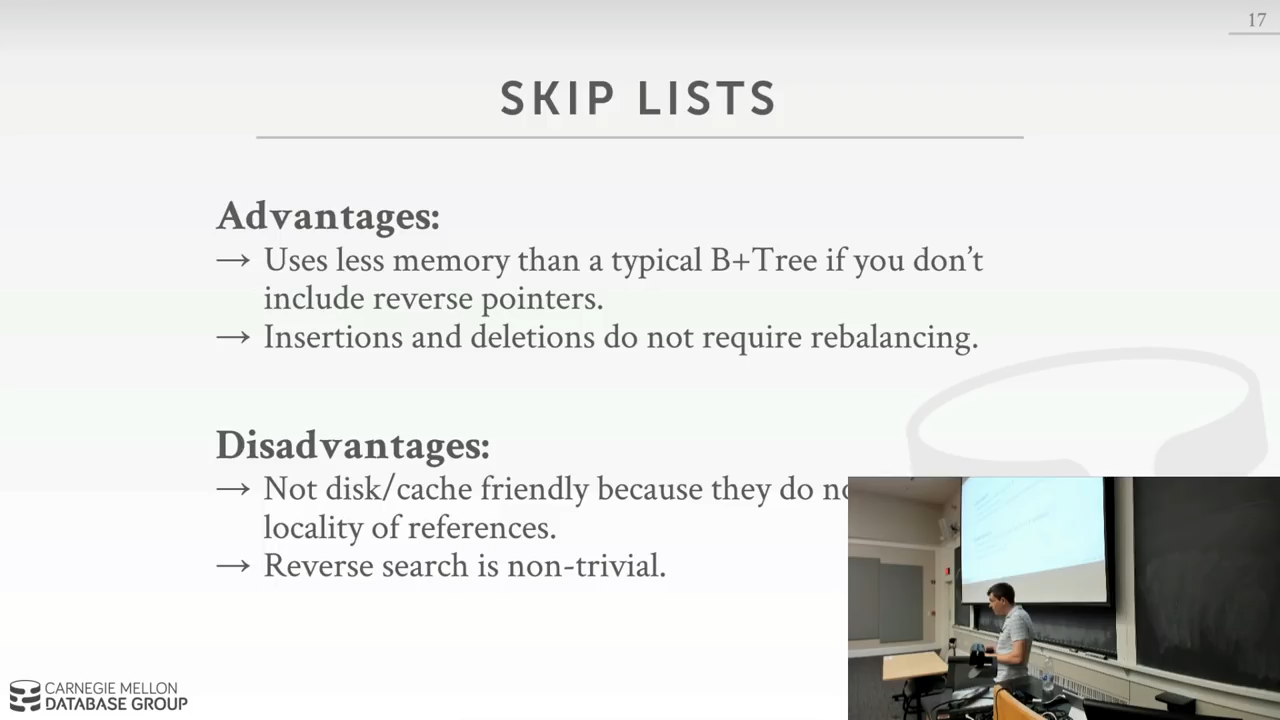 17
SKIP LISTS
Advantages:
→ Uses less memory than a typical B+Tree if you don’t
include reverse pointers.
→ Insertions and deletions do not require rebalancing.
Disadvantages:
→ Not disk/cache friendly because they do
locality of references.
→ Reverse search is non-trivial.
CARNEGIE MELLON
DATABASE GROUP